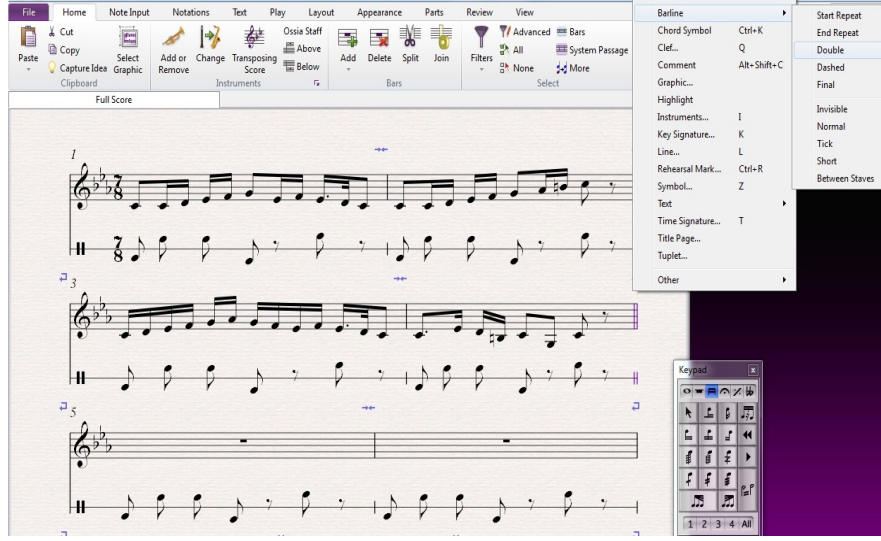 File Home Note Input Notations Text Play Layout Appearance Parts Review View
Paste
Cut
Copy
Capture Idea
Select Graphic
Clipboard
Add or Remove
Change
Transposing Score
Instruments
Ossia Staff
Above
Below
Add
Delete
Split
Join
Bars
Filters
Advanced
All
None
Bars
System Passage
More
Select
Full Score
Barline
Chord Symbol Ctrl+K
Clef... Q
Comment Alt+Shift+C
Graphic...
Highlight
Instruments... I
Key Signature... K
Line... L
Rehearsal Mark... Ctrl+R
Symbol... Z
Text
Time Signature... T
Title Page...
Tuplet...
Other
Start Repeat
End Repeat
Double
Dashed
Final
Invisible
Normal
Tick
Short
Between Staves
1
7
8
7
8
3
5
Keypad x
1 2 3 4 All